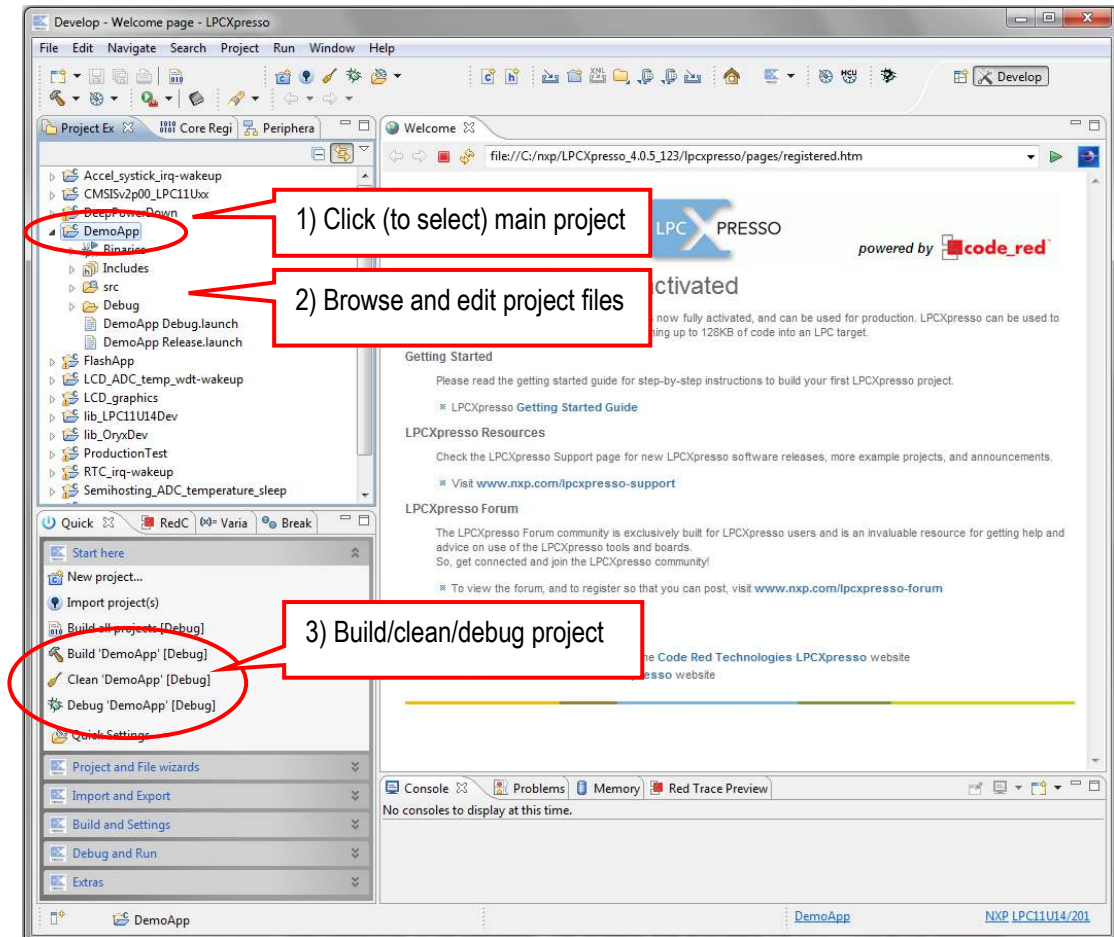 Develop - Welcome page - LPCXpresso
File Edit Navigate Search Project Run Window Help
Develop
Project Ex
Core Regi
Periphera
Welcome
file://C:/nxp/LPCXpresso_4.0.5_123/lpcxpresso/pages/registered.htm
Accel_systick_irq-wakeup
CMSISv2p00_LPC11Uxx
DeepPowerDown
DemoApp
Binaries
Includes
src
Debug
DemoApp Debug.launch
DemoApp Release.launch
FlashApp
LCD_ADC_temp_wdt-wakeup
LCD_graphics
lib_LPC11U14Dev
lib_OryxDev
ProductionTest
RTC_irq-wakeup
Semihosting_ADC_temperature_sleep
1) Click (to select) main project
2) Browse and edit project files
LPC XPRESSO
powered by code_red
ctivated
now fully activated, and can be used for production. LPCXpresso can be used to
ning up to 128KB of code into an LPC target.
Getting Started
Please read the getting started guide for step-by-step instructions to build your first LPCXpresso project.
LPCXpresso Getting Started Guide
LPCXpresso Resources
Check the LPCXpresso Support page for new LPCXpresso software releases, more example projects, and announcements.
Visit www.nxp.com/lpcxpresso-support
LPCXpresso Forum
The LPCXpresso Forum community is exclusively built for LPCXpresso users and is an invaluable resource for getting help and
advice on use of the LPCXpresso tools and boards.
So, get connected and join the LPCXpresso community!
To view the forum, and to register so that you can post, visit www.nxp.com/lpcxpresso-forum
e Code Red Technologies LPCXpresso website
esso website
Quick
RedC
Varia
Break
Start here
New project...
Import project(s)
Build all projects [Debug]
Build 'DemoApp' [Debug]
Clean 'DemoApp' [Debug]
Debug 'DemoApp' [Debug]
Quick Settings
3) Build/clean/debug project
Project and File wizards
Import and Export
Build and Settings
Debug and Run
Extras
Console
Problems
Memory
Red Trace Preview
No consoles to display at this time.
DemoApp
DemoApp
NXP LPC11U14/201